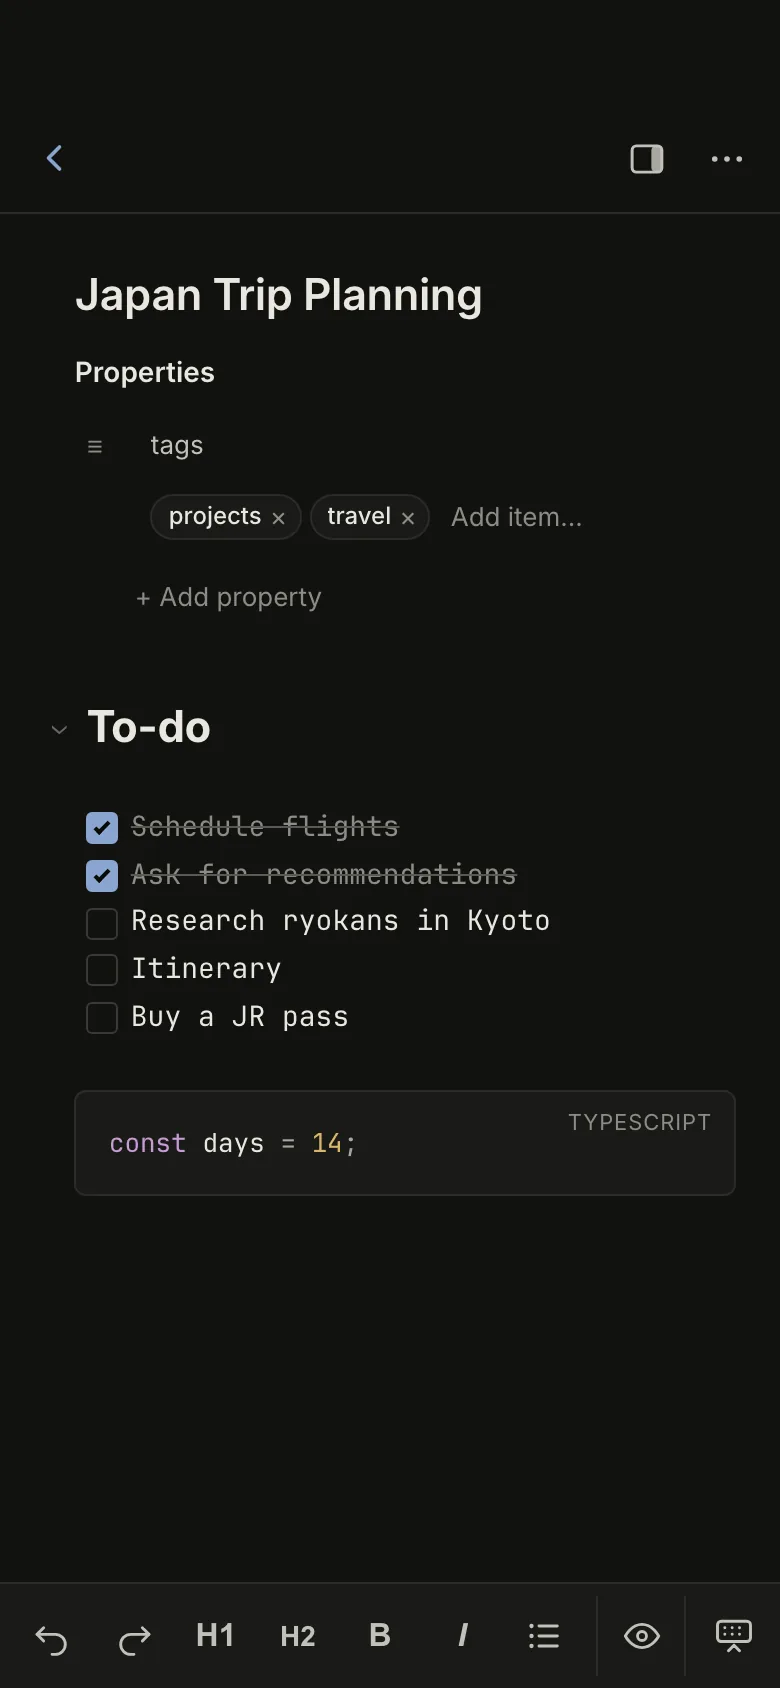 Japan Trip Planning
Properties
tags
projects × travel × Add item...
+ Add property
To-do
Schedule flights
Ask for recommendations
Research ryokans in Kyoto
Itinerary
Buy a JR pass
TYPESCRIPT
const days = 14;
H1 H2 B I